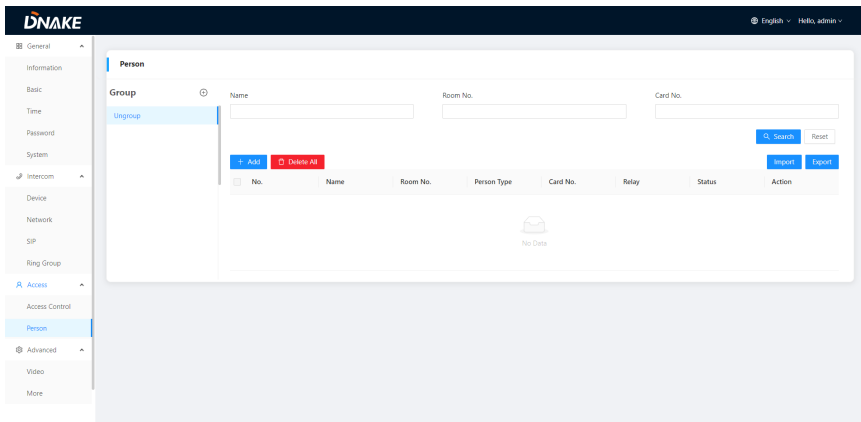 DNAKE
English
Hello, admin
General
Information
Basic
Time
Password
System
Intercom
Device
Network
SIP
Ring Group
Access
Access Control
Person
Advanced
Video
More
Person
Group
Ungroup
Name Room No. Card No.
Search Reset
+ Add Delete All Import Export
No. Name Room No. Person Type Card No. Relay Status Action
No Data